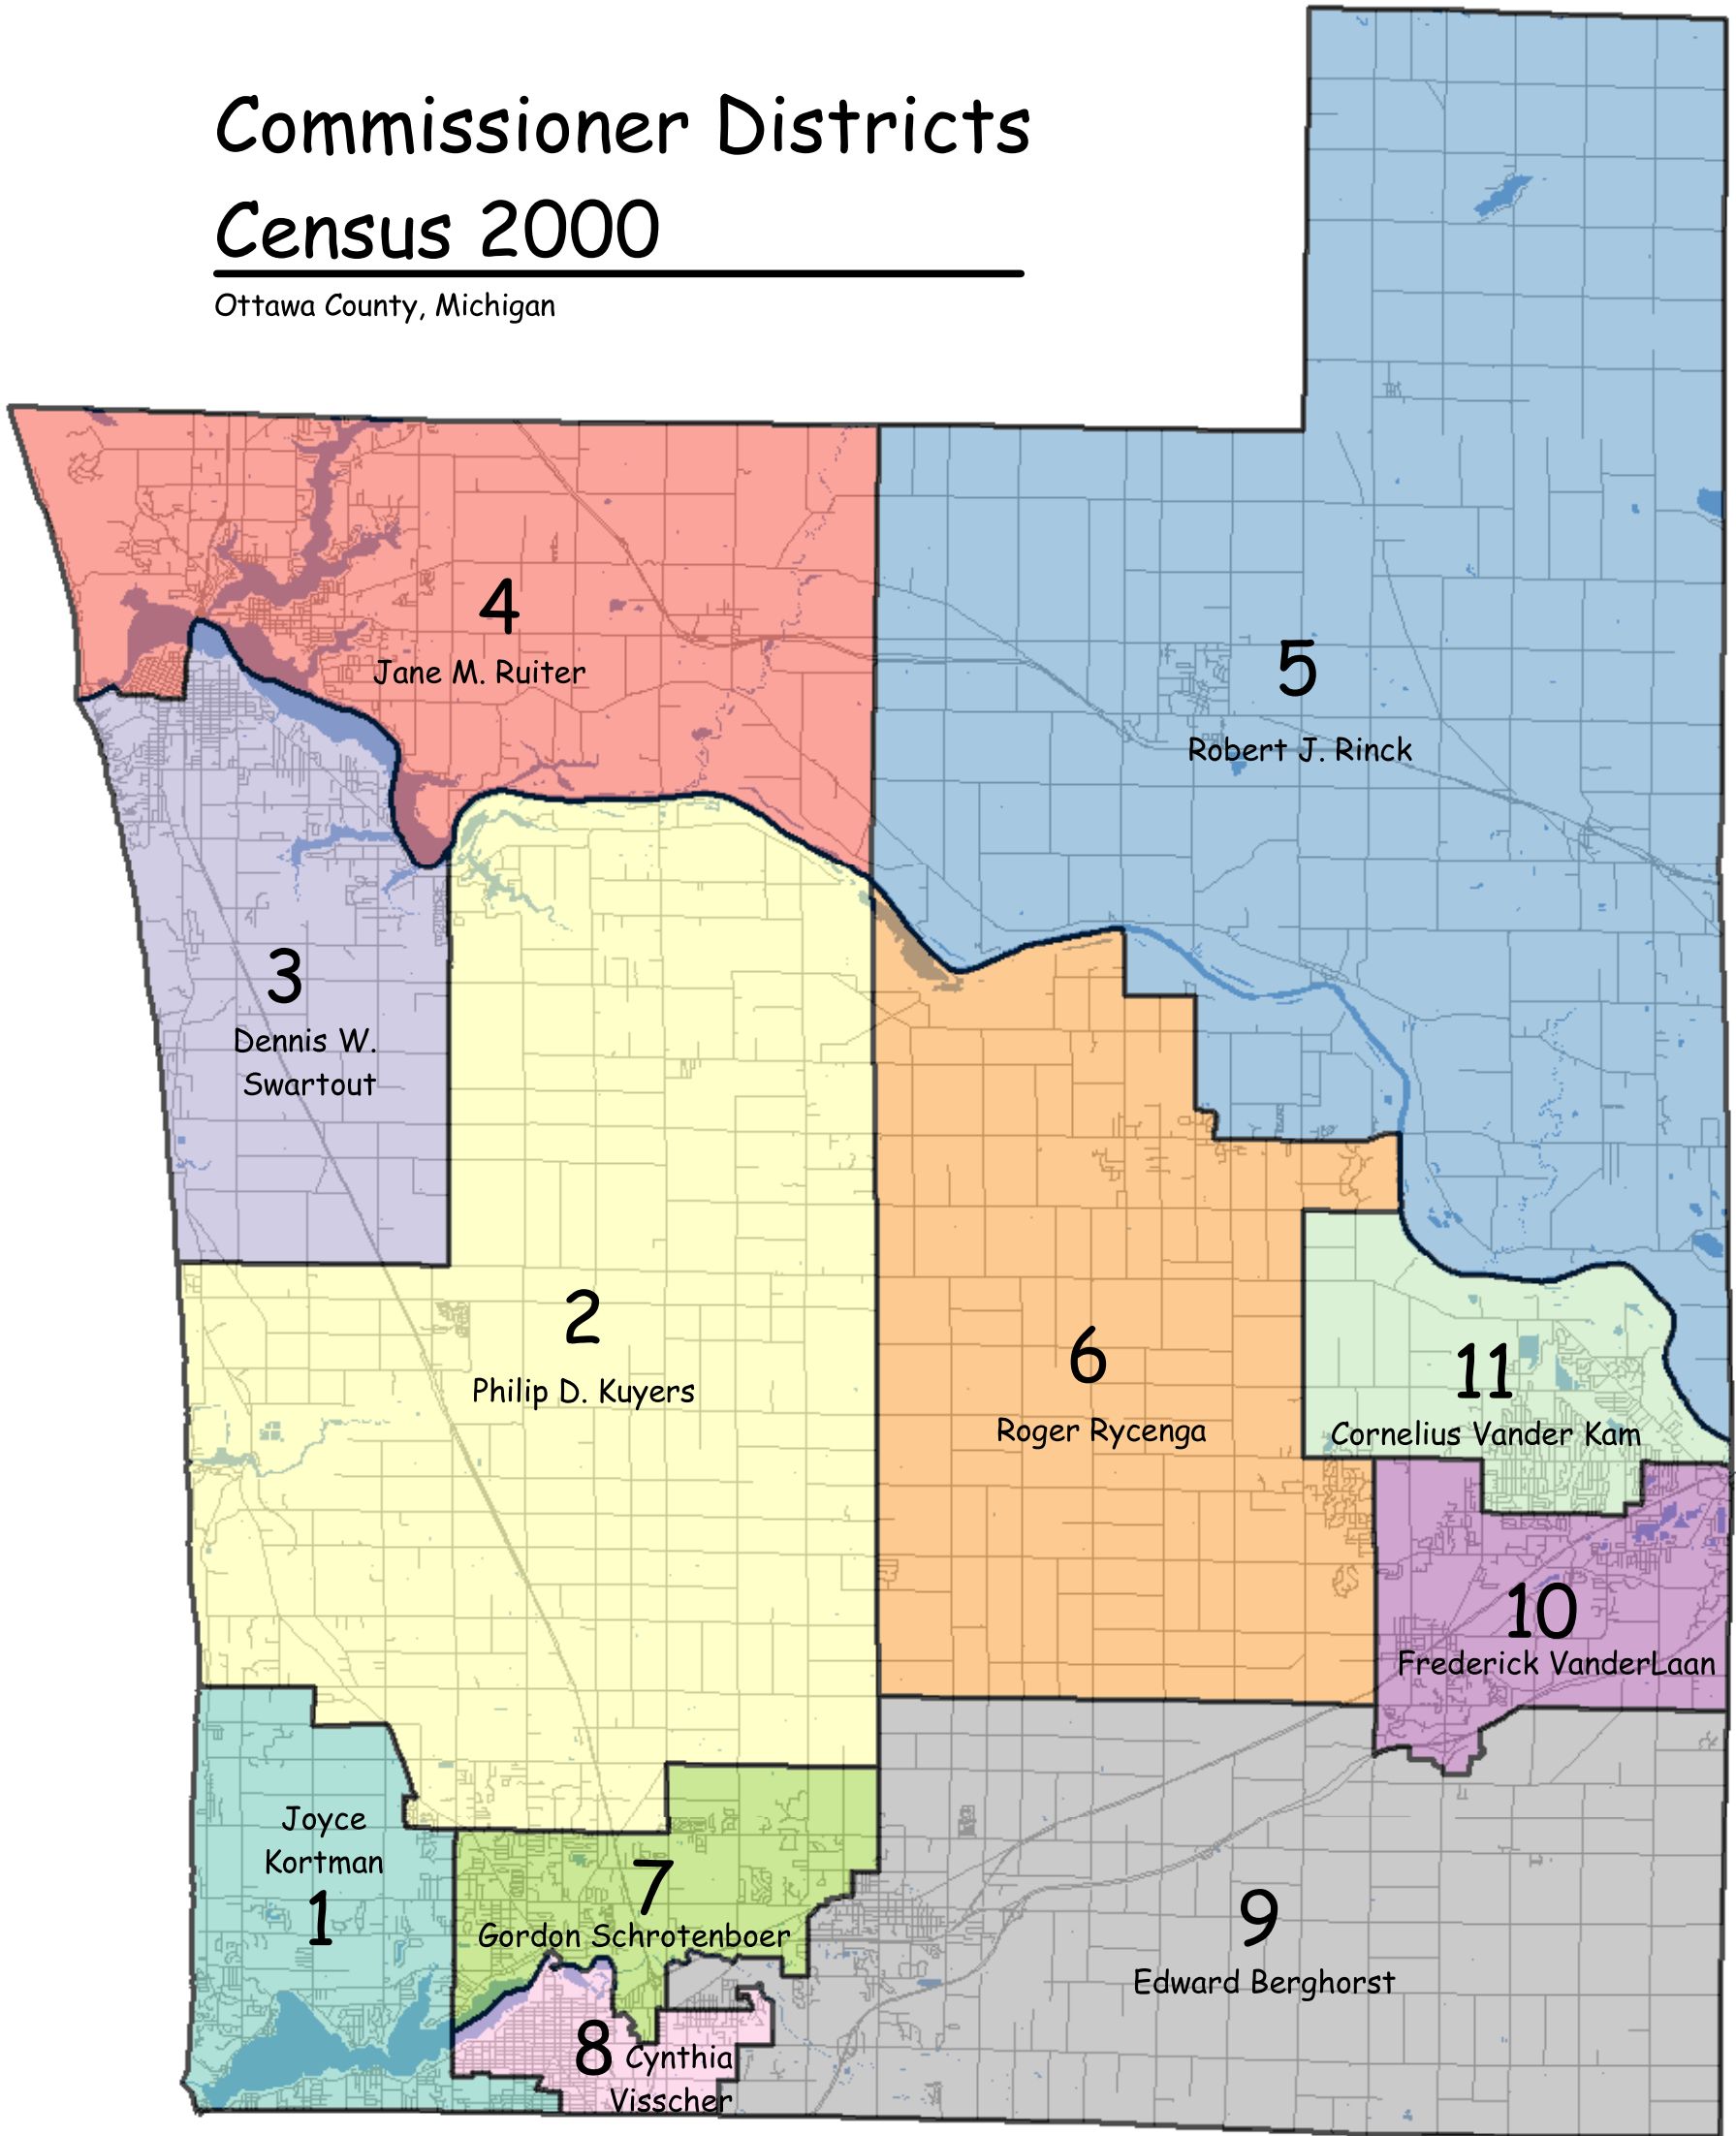 Commissioner Districts
Census 2000
Ottawa County, Michigan
4
Jane M. Ruiter
5
Robert J. Rinck
3
Dennis W.
Swartout
2
Philip D. Kuyers
6
Roger Rycenga
11
Cornelius Vander Kam
10
Frederick VanderLaan
Joyce
Kortman
1
7
Gordon Schrotenboer
9
Edward Berghorst
8 Cynthia
Visscher